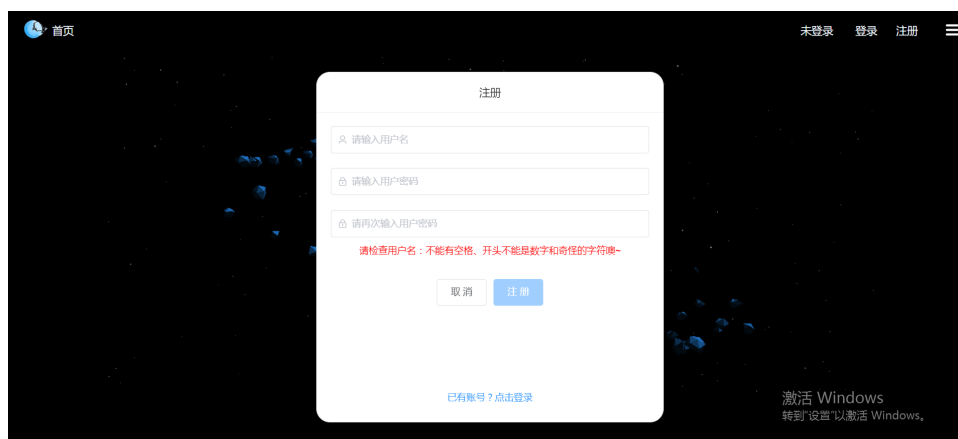 首页
未登录 登录 注册
注册
请输入用户名
请输入用户密码
请再次输入用户密码
请检查用户名：不能有空格、开头不能是数字和奇怪的字符噢~
取消 注册
已有账号？点击登录
激活 Windows
转到"设置"以激活 Windows。